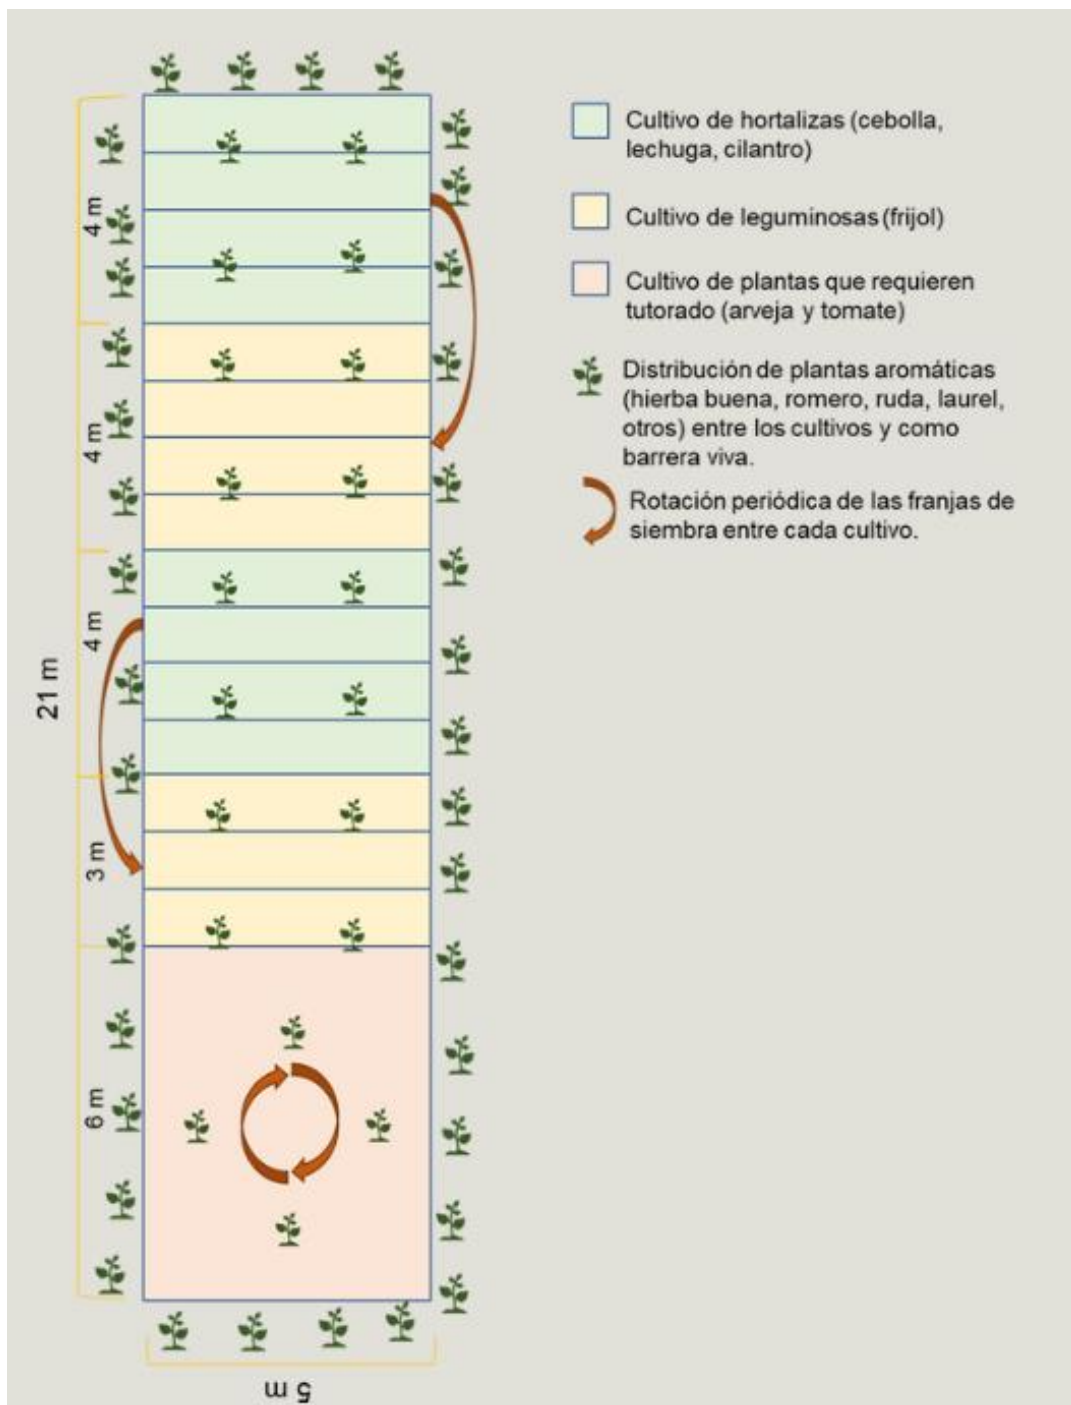 Cultivo de hortalizas (cebolla,
lechuga, cilantro)
Cultivo de leguminosas (frijol)
Cultivo de plantas que requieren
tutorado (arveja y tomate)
Distribución de plantas aromáticas
(hierba buena, romero, ruda, laurel,
otros) entre los cultivos y como
barrera viva.
Rotación periódica de las franjas de
siembra entre cada cultivo.
4 m
4 m
4 m
21 m
3 m
6 m
5 m